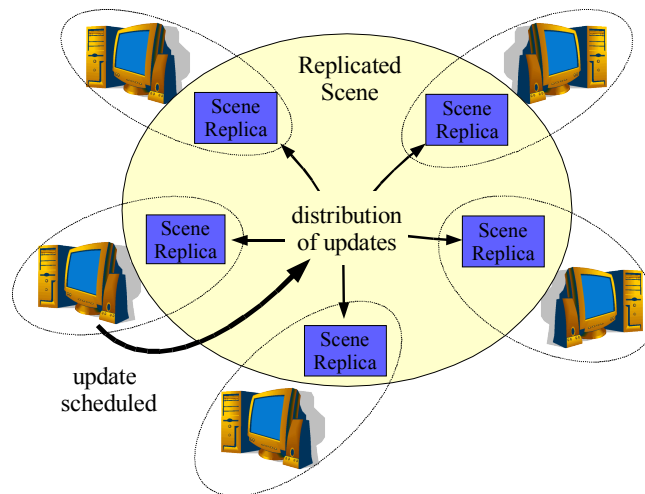 Replicated
Scene
Scene
Replica
Scene
Replica
Scene
Replica
distribution
of updates
Scene
Replica
Scene
Replica
update
scheduled